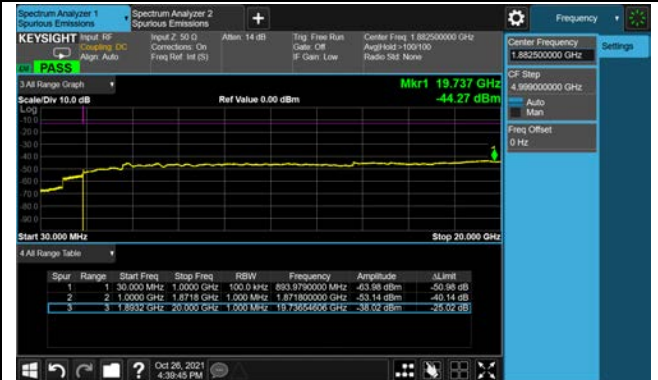 Spectrum Analyzer 1
Spurious Emissions
Spectrum Analyzer 2
Spurious Emissions
+
Frequency
KEYSIGHT
Input: RF
Coupling: DC
Align: Auto
Input Z: 50 Ω
Corrections: On
Freq Ref: Int (S)
Atten: 14 dB
Trig: Free Run
Gate: Off
IF Gain: Low
Center Freq: 1.882500000 GHz
Avg|Hold>100/100
Radio Std: None
PASS
Center Frequency
1.882500000 GHz
Settings
CF Step
4.999000000 GHz
Auto
Man
Freq Offset
0 Hz
3 All Range Graph
Mkr1 19.737 GHz
-44.27 dBm
Scale/Div 10.0 dB
Ref Value 0.00 dBm
Log
-10.0
-20.0
-30.0
-40.0
-50.0
-60.0
-70.0
-80.0
-90.0
1
Start 30.000 MHz
Stop 20.000 GHz
4 All Range Table
Spur Range Start Freq Stop Freq RBW Frequency Amplitude ΔLimit
1 1 30.000 MHz 1.0000 GHz 100.0 kHz 893.9790000 MHz -63.98 dBm -50.98 dB
2 2 1.0000 GHz 1.8718 GHz 1.000 MHz 1.871800000 GHz -53.14 dBm -40.14 dB
3 3 1.8932 GHz 20.000 GHz 1.000 MHz 19.73654606 GHz -38.02 dBm -25.02 dB
?
Oct 26, 2021
4:39:45 PM